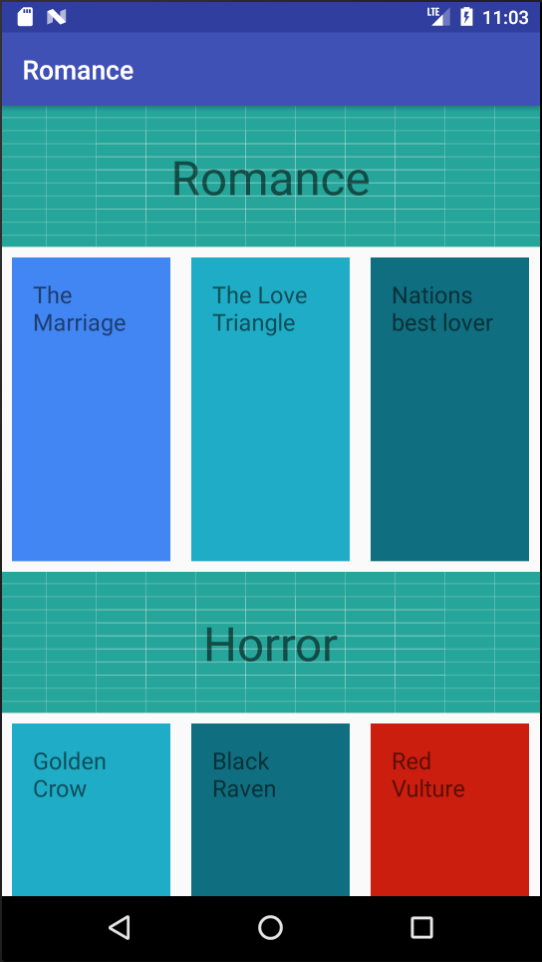 LTE 11:03
Romance
Romance
The
Marriage
The Love
Triangle
Nations
best lover
Horror
Golden
Crow
Black
Raven
Red
Vulture